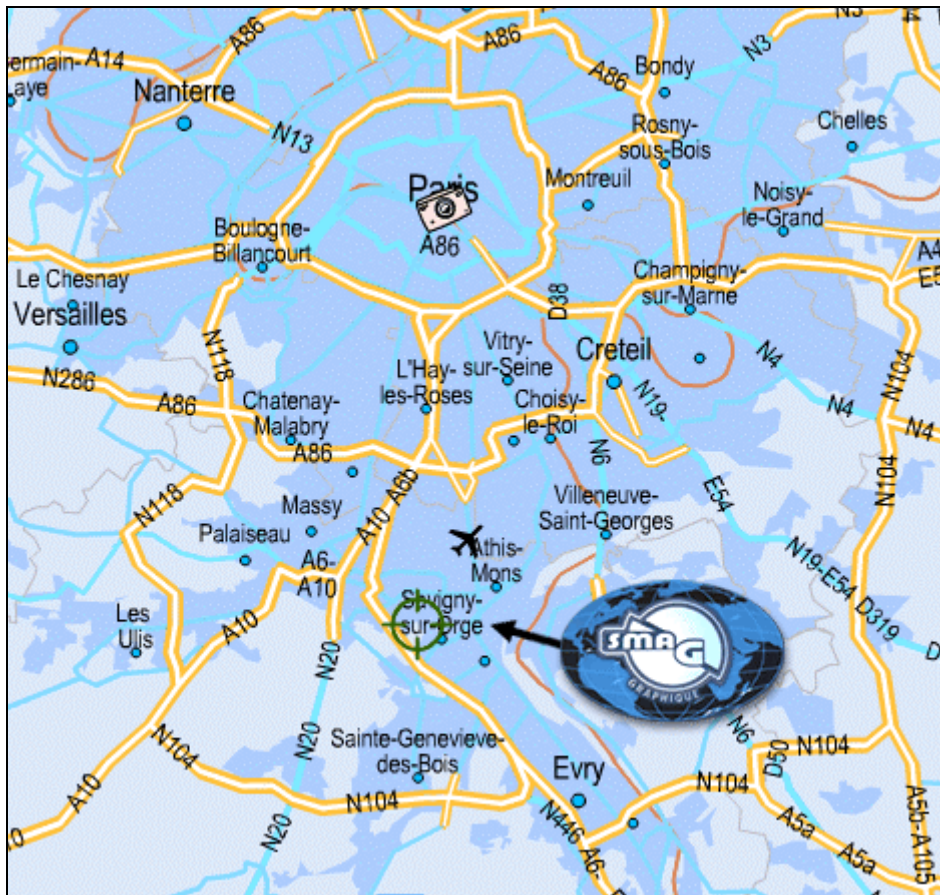 A86
A86
N3
N3
A14
Nanterre
N13
A86
Bondy
Rosny-
sous-Bois
Chelles
Montreuil
Noisy-
le-Grand
Paris
A86
Boulogne-
Billancourt
A4
Le Chesnay
Versailles
Champigny-
sur-Marne
D38
N118
N286
A86
Vitry-
sur-Seine
Creteil
L'Hay-
les-Roses
N4
N104
N19-
N4
N4
Chatenay-
Malabry
Choisy-
le-Roi
A86
N6
A6b
N118
Massy
A10
Villeneuve-
Saint-Georges
E54
N104
Palaiseau
A6-
A10
Athis-
Mons
N19-E54
D319
Les
Ulis
A10
Savigny-
sur-Orge
SMAG
GRAPHIQUE
N20
N20
N104
Sainte-Genevieve-
des-Bois
N6
D50
N104
Evry
N104
A10
N104
N20
N446
A6-
A5a
A5a
A5b-A105